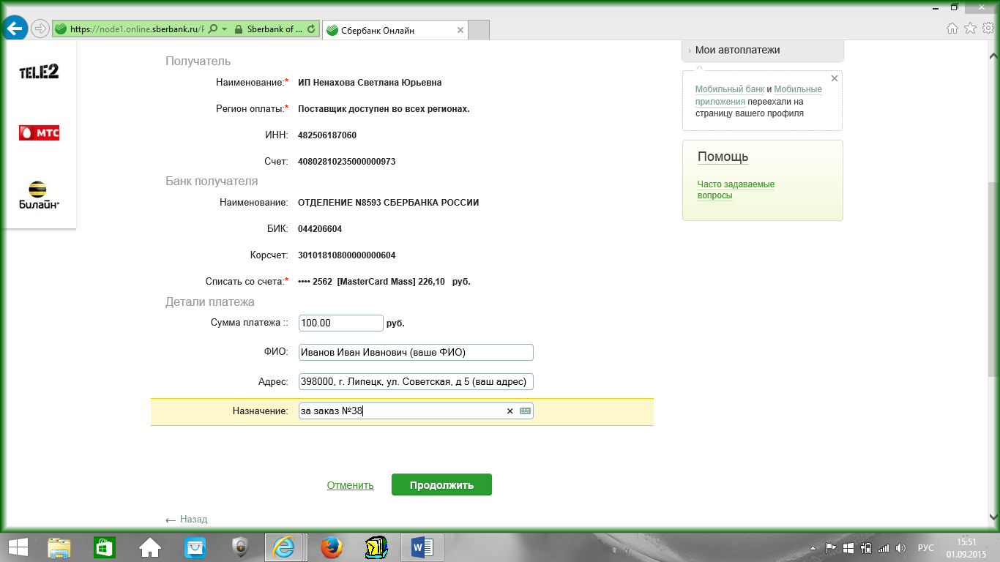 https://node1.online.sberbank.ru/F
Sberbank of ...
Сбербанк Онлайн
TELE2
МТС
Билайн
Получатель
Наименование:* ИП Ненахова Светлана Юрьевна
Регион оплаты:* Поставщик доступен во всех регионах.
ИНН: 482506187060
Счет: 40802810235000000973
Банк получателя
Наименование: ОТДЕЛЕНИЕ N8593 СБЕРБАНКА РОССИИ
БИК: 044206604
Корсчет: 30101810800000000604
Списать со счета:* •••• 2562 [MasterCard Mass] 226,10 руб.
Детали платежа
Сумма платежа :: 100.00 руб.
ФИО: Иванов Иван Иванович (ваше ФИО)
Адрес: 398000, г. Липецк, ул. Советская, д 5 (ваш адрес)
Назначение: за заказ №38
Отменить
Продолжить
← Назад
Мои автоплатежи
Мобильный банк и Мобильные
приложения переехали на
страницу вашего профиля
Помощь
Часто задаваемые
вопросы
РУС
15:51
01.09.2015